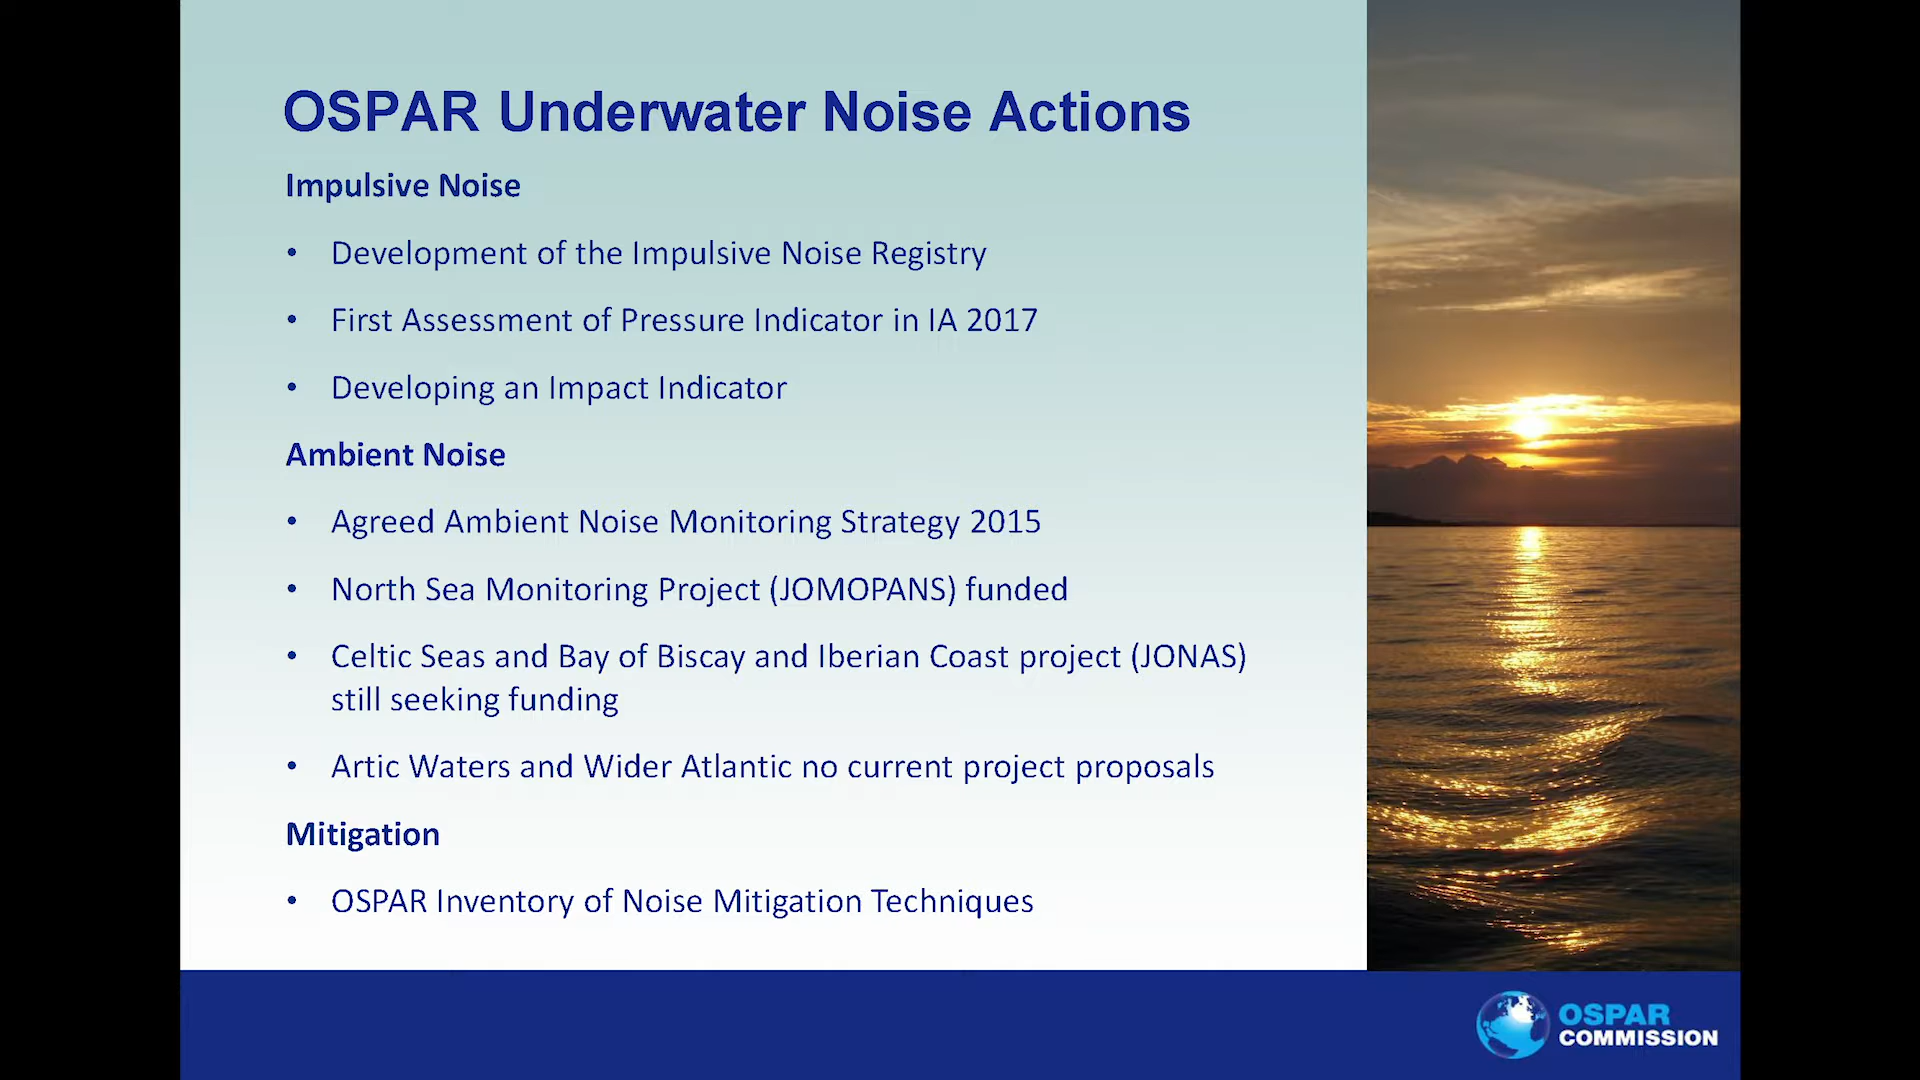 OSPAR Underwater Noise Actions
Impulsive Noise
• Development of the Impulsive Noise Registry
• First Assessment of Pressure Indicator in IA 2017
• Developing an Impact Indicator
Ambient Noise
• Agreed Ambient Noise Monitoring Strategy 2015
• North Sea Monitoring Project (JOMOPANS) funded
• Celtic Seas and Bay of Biscay and Iberian Coast project (JONAS)
still seeking funding
• Artic Waters and Wider Atlantic no current project proposals
Mitigation
• OSPAR Inventory of Noise Mitigation Techniques
OSPAR
COMMISSION